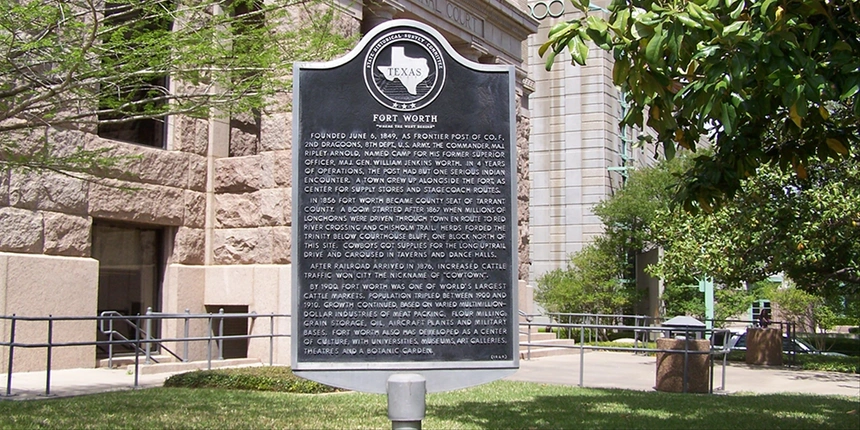 NAL COURT
STATE HISTORICAL SURVEY COMMITTEE
TEXAS
FORT WORTH
"WHERE THE WEST BEGINS"
FOUNDED JUNE 6, 1849, AS FRONTIER POST OF CO. F,
2ND DRAGOONS, 8TH DEPT., U.S. ARMY. THE COMMANDER, MAJ.
RIPLEY ARNOLD, NAMED CAMP FOR HIS FORMER SUPERIOR
OFFICER, MAJ. GEN. WILLIAM JENKINS WORTH. IN 4 YEARS
OF OPERATIONS, THE POST HAD BUT ONE SERIOUS INDIAN
ENCOUNTER. A TOWN GREW UP ALONGSIDE THE FORT, AS
CENTER FOR SUPPLY STORES AND STAGECOACH ROUTES.
IN 1856 FORT WORTH BECAME COUNTY SEAT OF TARRANT
COUNTY. A BOOM STARTED AFTER 1867 WHEN MILLIONS OF
LONGHORNS WERE DRIVEN THROUGH TOWN EN ROUTE TO RED
RIVER CROSSING AND CHISHOLM TRAIL. HERDS FORDED THE
TRINITY BELOW COURTHOUSE BLUFF, ONE BLOCK NORTH OF
THIS SITE. COWBOYS GOT SUPPLIES FOR THE LONG UPTRAIL
DRIVE AND CAROUSED IN TAVERNS AND DANCE HALLS.
AFTER RAILROAD ARRIVED IN 1876, INCREASED CATTLE
TRAFFIC WON CITY THE NICKNAME OF "COWTOWN".
BY 1900, FORT WORTH WAS ONE OF WORLD'S LARGEST
CATTLE MARKETS. POPULATION TRIPLED BETWEEN 1900 AND
1910. GROWTH CONTINUED, BASED ON VARIED MULTIMILLION-
DOLLAR INDUSTRIES OF MEAT PACKING, FLOUR MILLING,
GRAIN STORAGE, OIL, AIRCRAFT PLANTS AND MILITARY
BASES. FORT WORTH ALSO HAS DEVELOPED AS A CENTER
OF CULTURE, WITH UNIVERSITIES, MUSEUMS, ART GALLERIES,
THEATRES AND A BOTANIC GARDEN.
(1969)